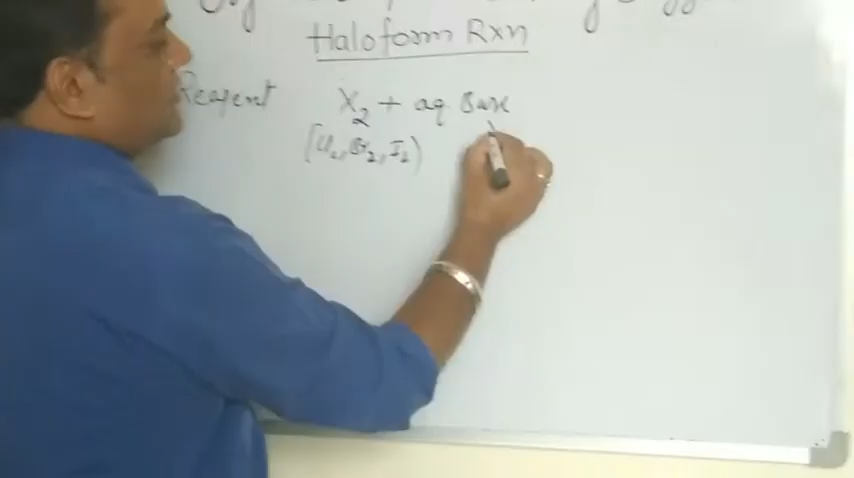 Haloform Rxn
Reagent X₂ + aq Base
(Cl₂, Br₂, I₂)